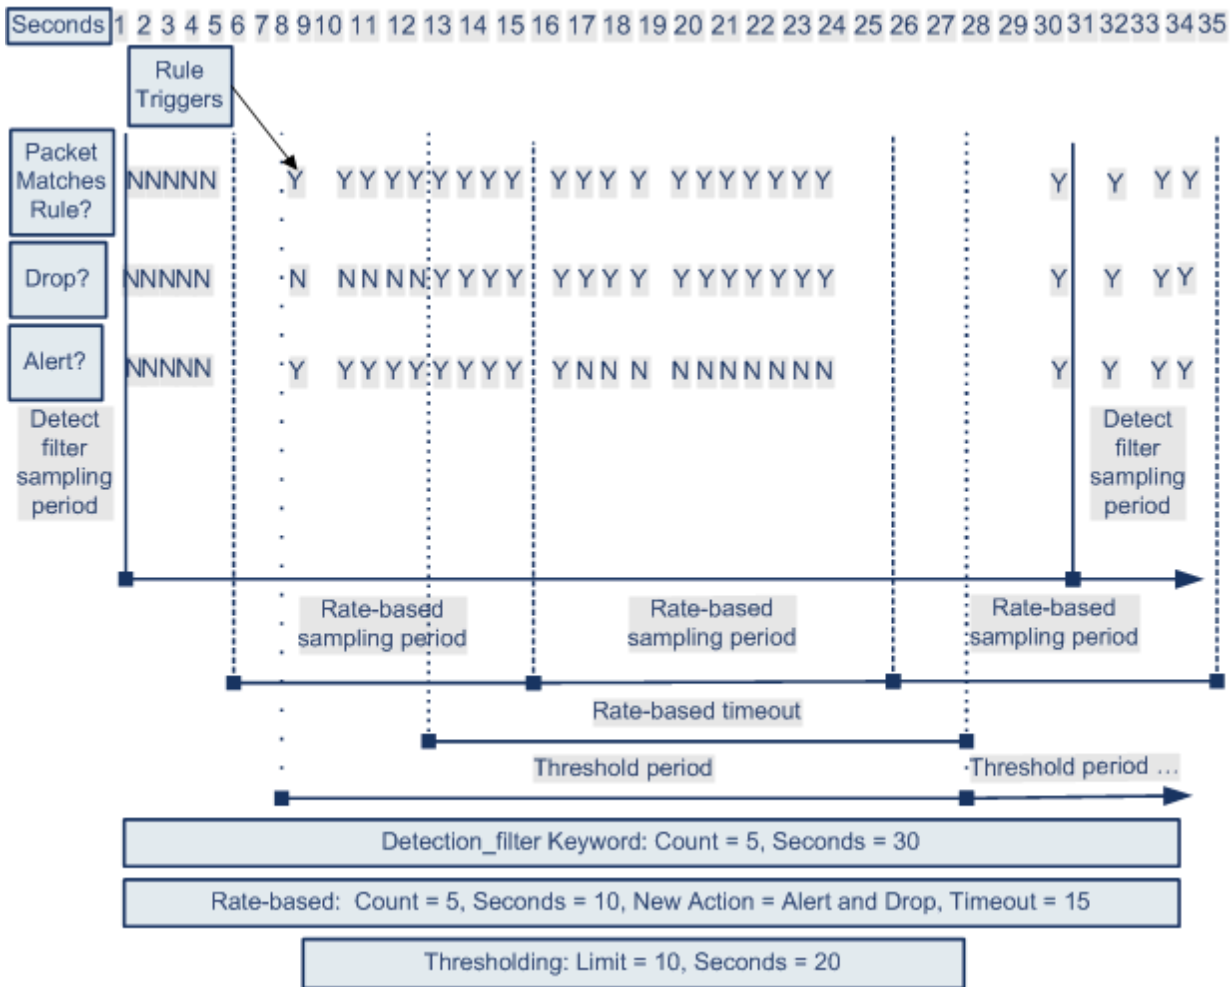 Seconds 1 2 3 4 5 6 7 8 9 10 11 12 13 14 15 16 17 18 19 20 21 22 23 24 25 26 27 28 29 30 31 32 33 34 35
Rule
Triggers
Packet
Matches
Rule?
NNNNN Y Y Y Y Y Y Y Y Y Y Y Y Y Y Y Y Y Y Y Y Y Y Y Y
Drop?
NNNNN N N N N N Y Y Y Y Y Y Y Y Y Y Y Y Y Y Y Y Y Y Y
Alert?
NNNNN Y Y Y Y Y Y Y Y Y Y N N N N N N N N N N Y Y Y Y
Detect
filter
sampling
period
Detect
filter
sampling
period
Rate-based
sampling period
Rate-based
sampling period
Rate-based
sampling period
Rate-based timeout
Threshold period
Threshold period ...
Detection_filter Keyword: Count = 5, Seconds = 30
Rate-based: Count = 5, Seconds = 10, New Action = Alert and Drop, Timeout = 15
Thresholding: Limit = 10, Seconds = 20